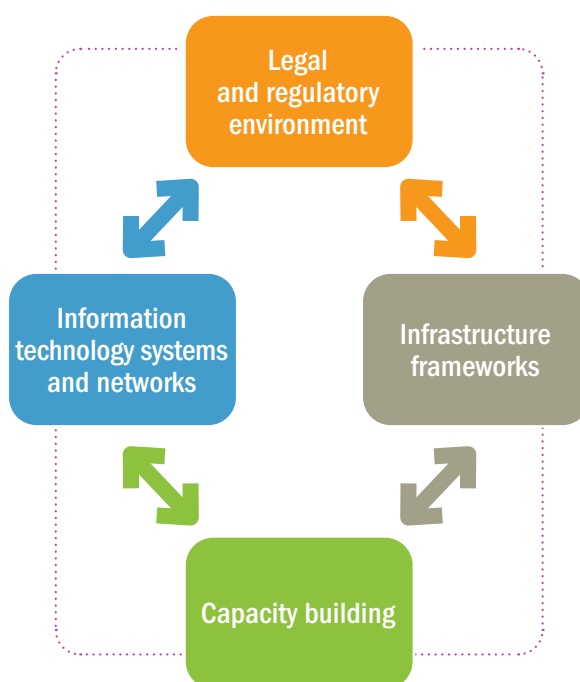 Legal
and regulatory
environment
Information
technology systems
and networks
Infrastructure
frameworks
Capacity building